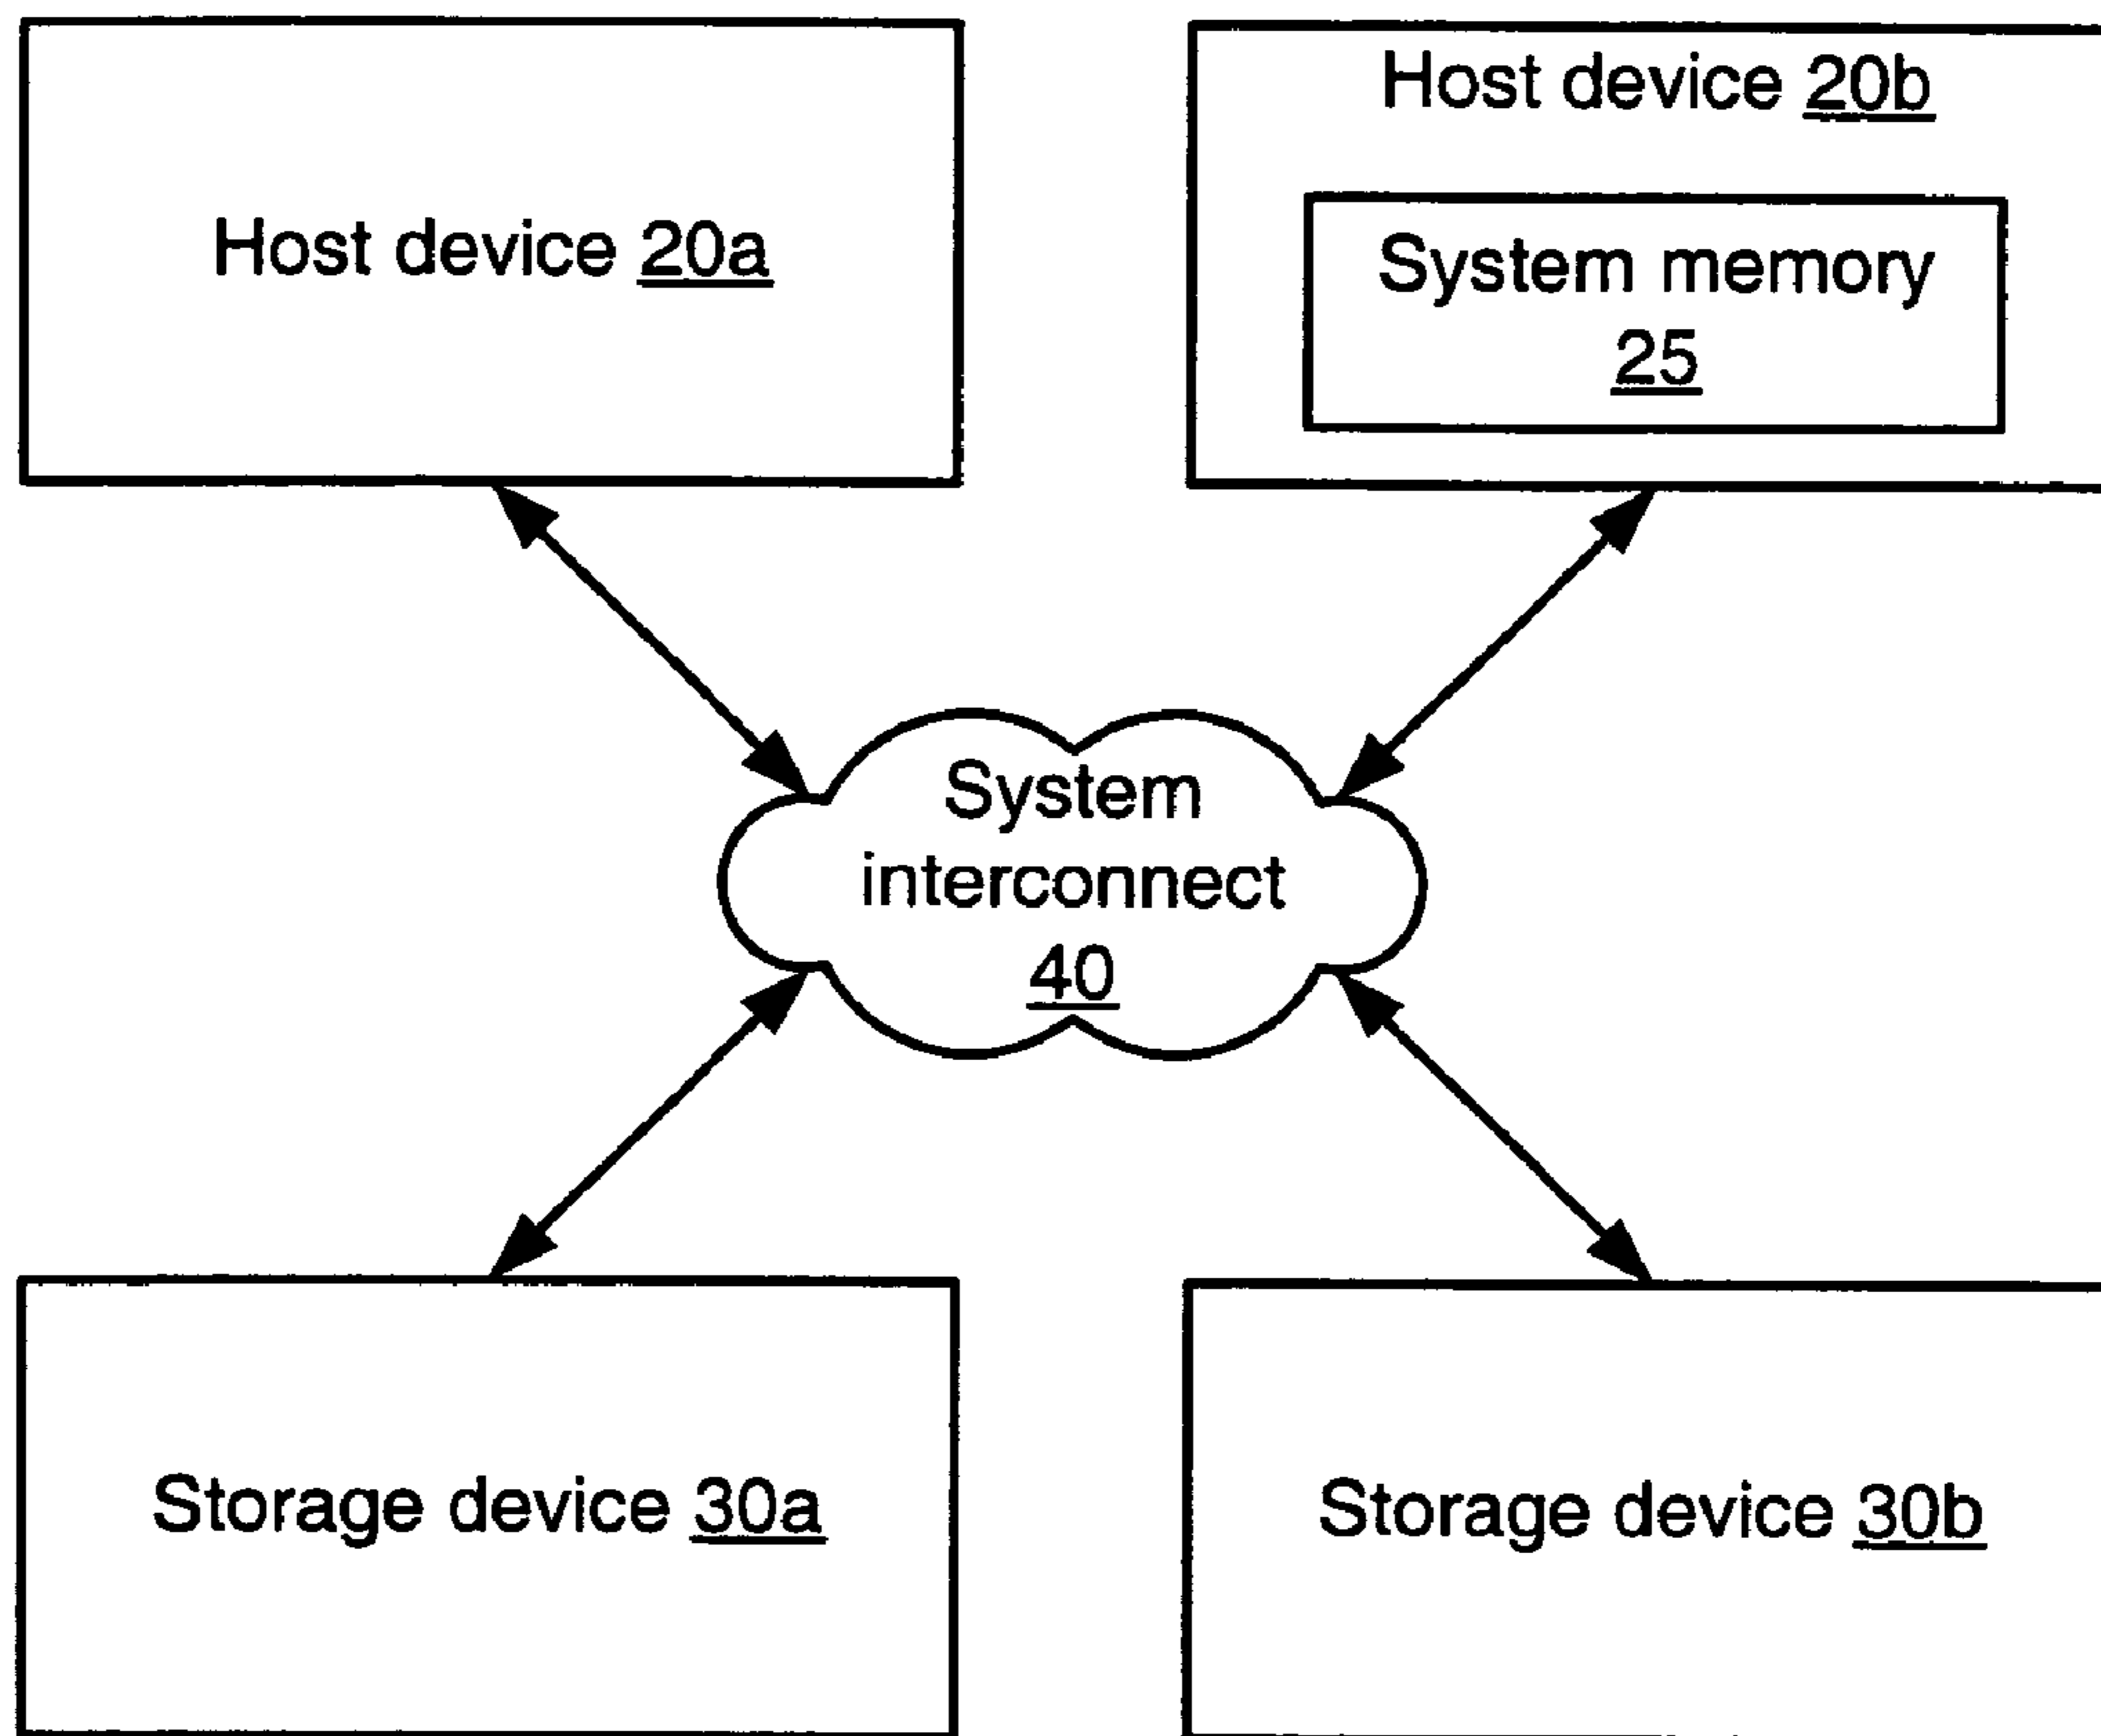 Host device 20a
Host device 20b
System memory
25
System
interconnect
40
Storage device 30a
Storage device 30b